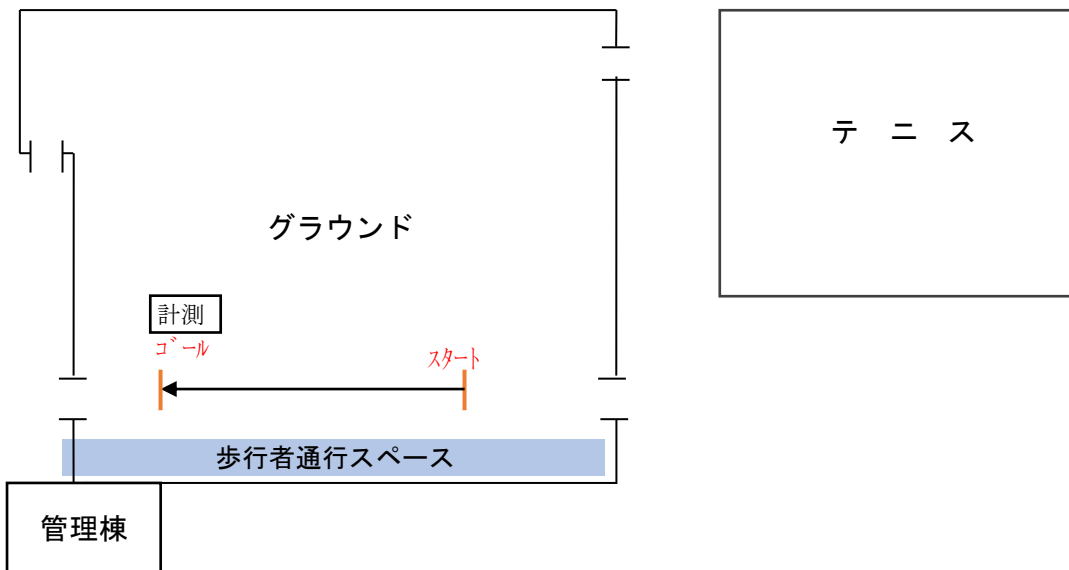 テ ニ ス
グラウンド
計測
ゴール
スタート
歩行者通行スペース
管理棟